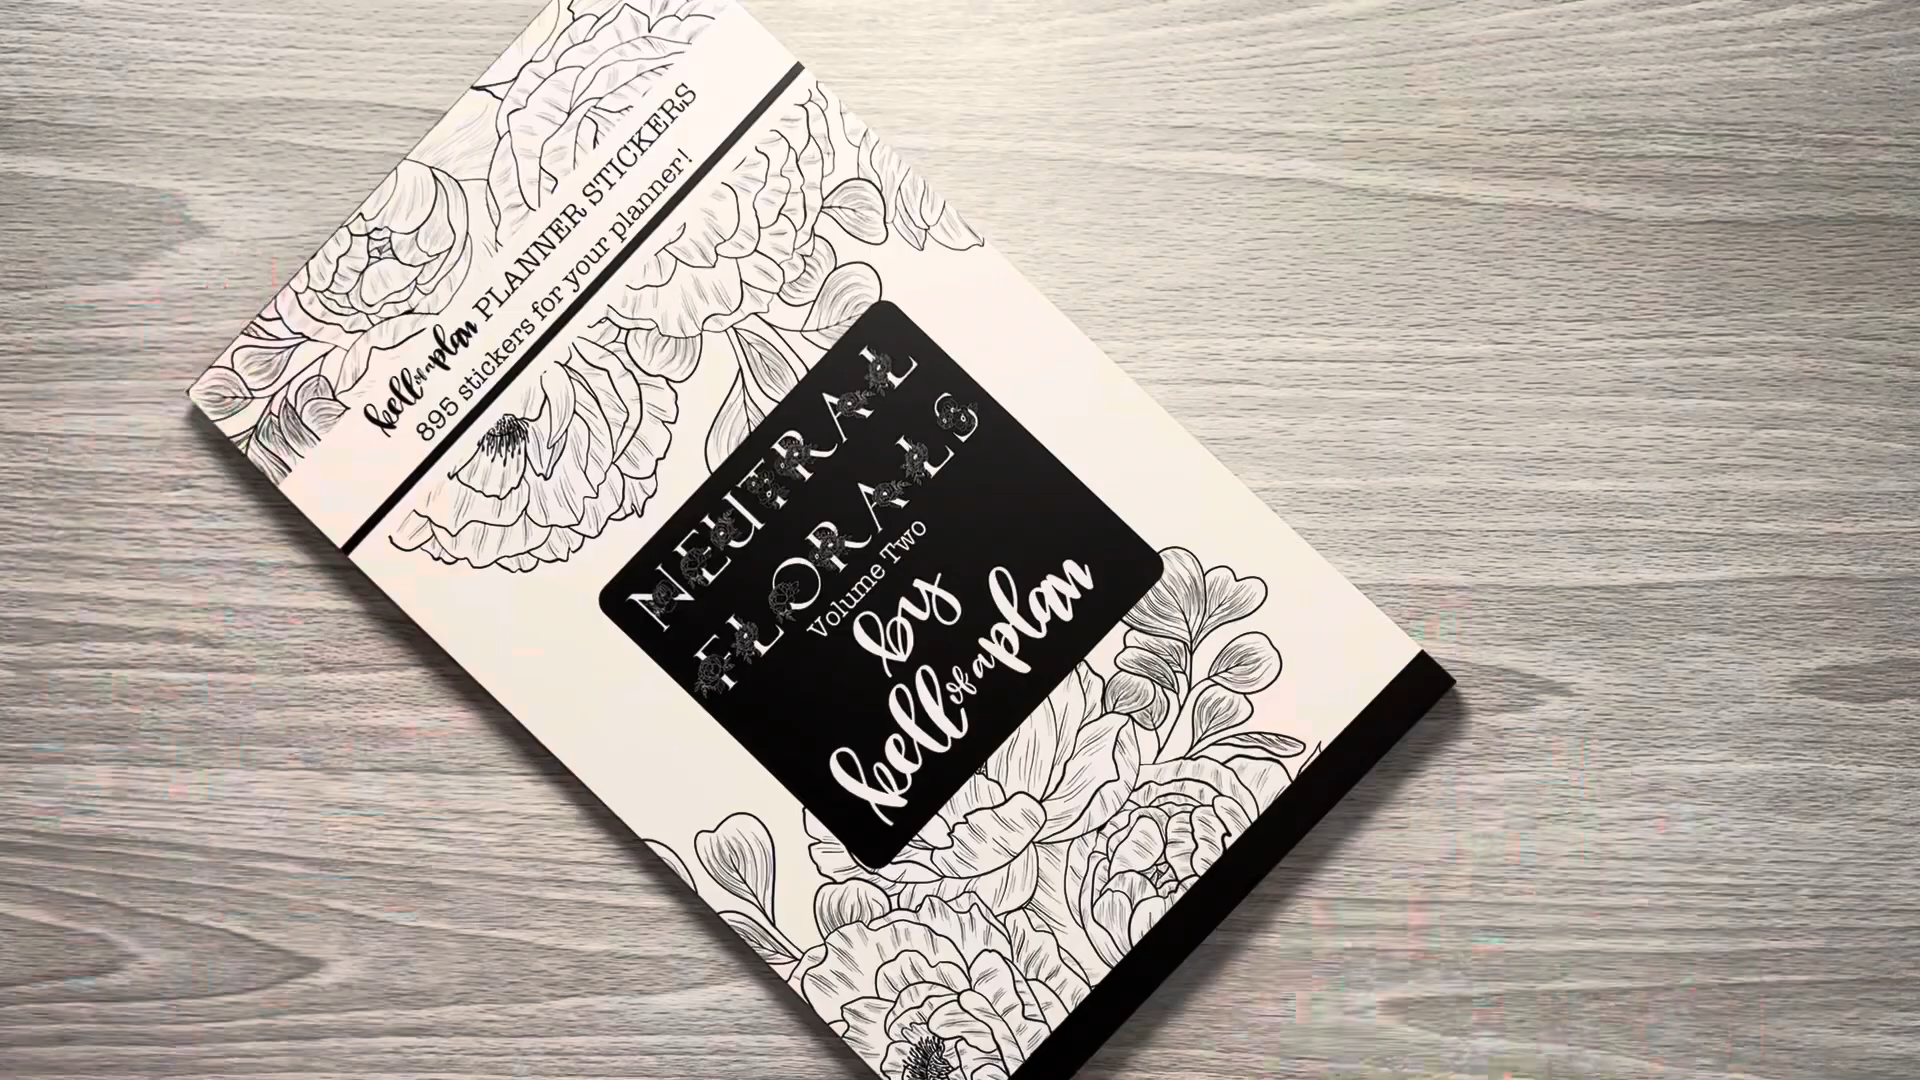 bell of a plan PLANNER STICKERS
895 stickers for your planner!
NEUTRAL
FLORALS
Volume Two
by
bell of a plan